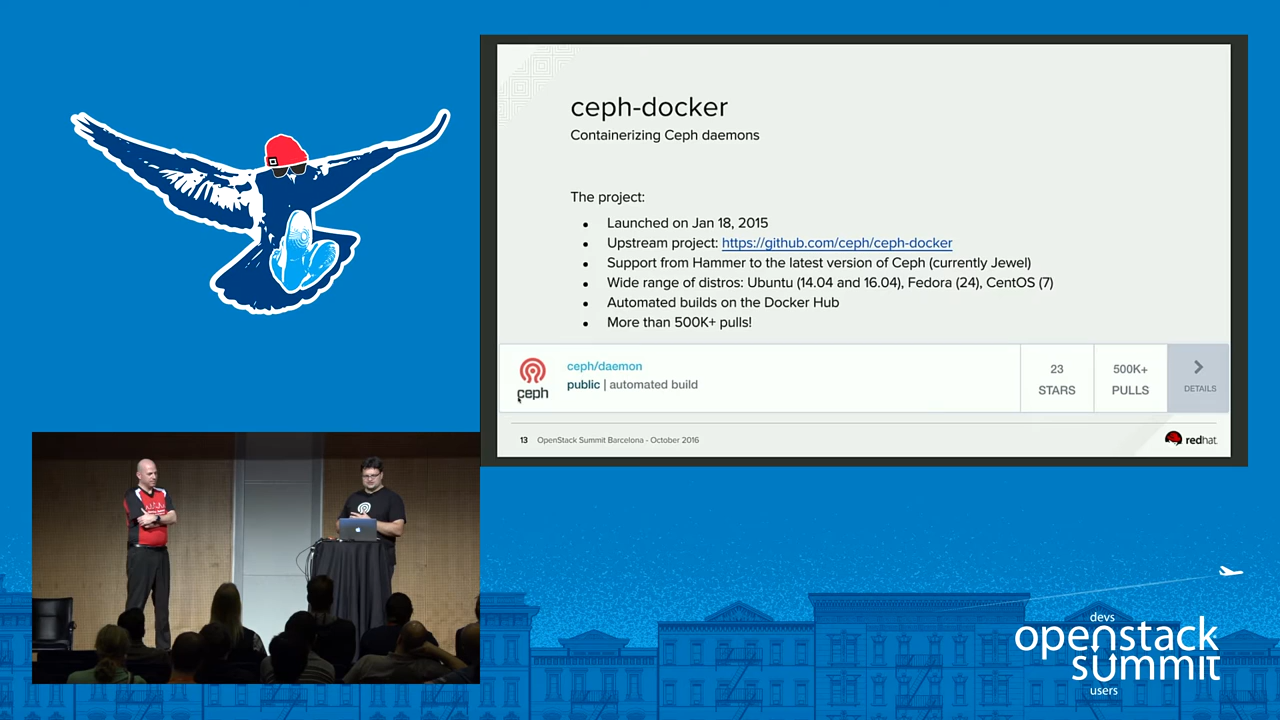 ceph-docker
Containerizing Ceph daemons
The project:
● Launched on Jan 18, 2015
● Upstream project: https://github.com/ceph/ceph-docker
● Support from Hammer to the latest version of Ceph (currently Jewel)
● Wide range of distros: Ubuntu (14.04 and 16.04), Fedora (24), CentOS (7)
● Automated builds on the Docker Hub
● More than 500K+ pulls!
ceph
ceph/daemon
public | automated build
23
STARS
500K+
PULLS
DETAILS
13 OpenStack Summit Barcelona - October 2016
redhat.
devs
openstack
summit
users